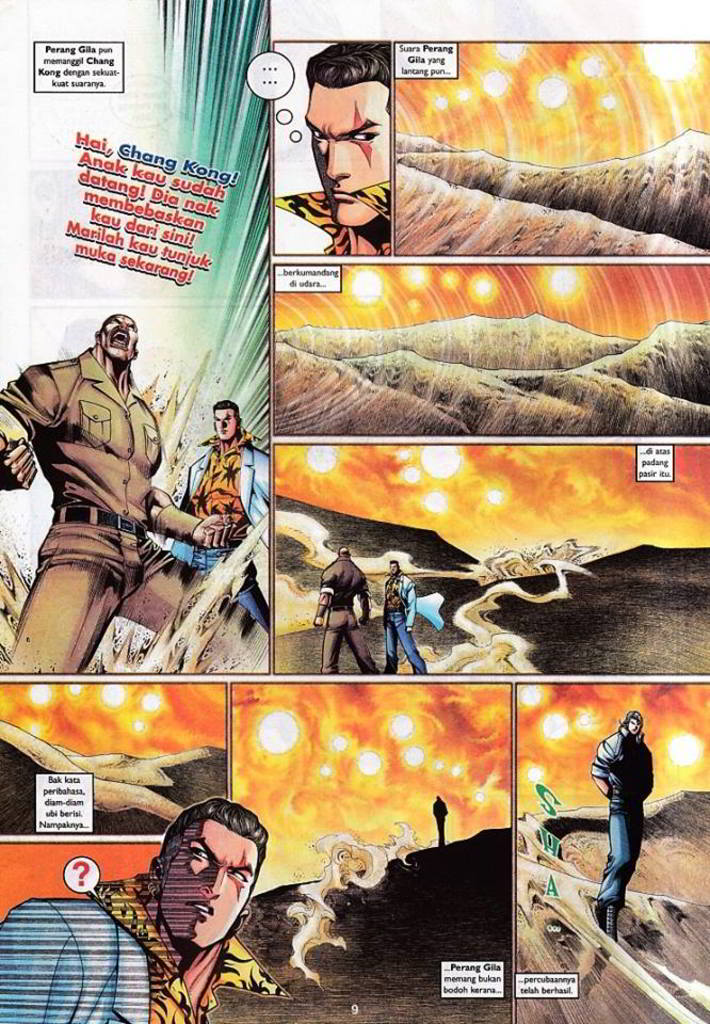 Perang Gila pun
memanggil Chang
Kong dengan sekuat-
kuat suaranya.
Hai, Chang Kong!
Anak kau sudah
datang! Dia nak
membebaskan
kau dari sini!
Marilah kau tunjuk
muka sekarang!
... ...
Suara Perang
Gila yang
lantang pun...
...berkumandang
di udara...
...di atas
padang
pasir itu.
Bak kata
peribahasa,
diam-diam
ubi berisi.
Nampaknya...
?
...Perang Gila
memang bukan
bodoh kerana...
SHA
...
...percubaannya
telah berhasil.
9